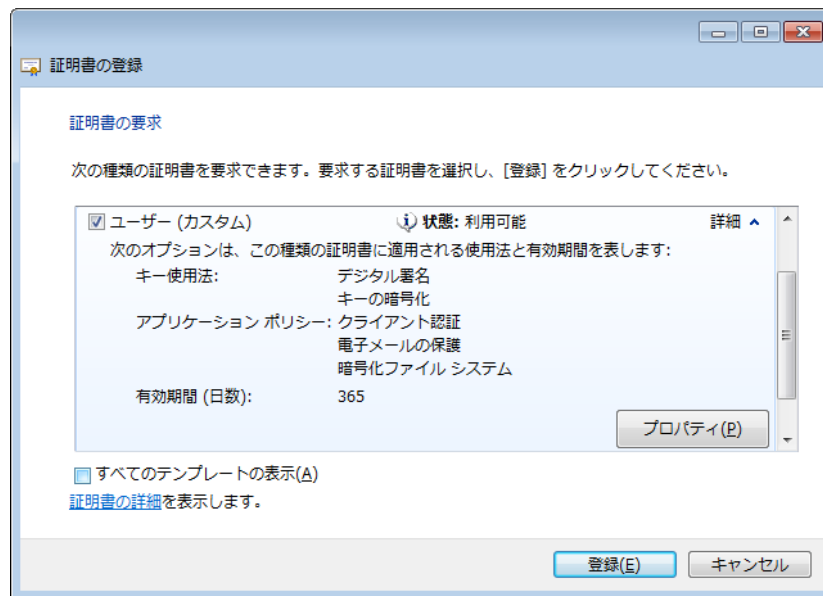 証明書の登録
証明書の要求
次の種類の証明書を要求できます。要求する証明書を選択し、[登録] をクリックしてください。
ユーザー (カスタム) 状態: 利用可能 詳細
次のオプションは、この種類の証明書に適用される使用法と有効期間を表します:
キー使用法: デジタル署名
キーの暗号化
アプリケーション ポリシー: クライアント認証
電子メールの保護
暗号化ファイル システム
有効期間 (日数): 365
プロパティ(P)
すべてのテンプレートの表示(A)
証明書の詳細を表示します。
登録(E) キャンセル